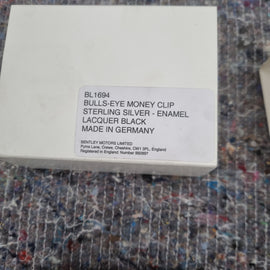 BL1694
BULLS-EYE MONEY CLIP
STERLING SILVER - ENAMEL
LACQUER BLACK
MADE IN GERMANY
BENTLEY MOTORS LIMITED
Pyms Lane, Crewe, Cheshire, CW1 3PL, England
Registered in England: Number 992897